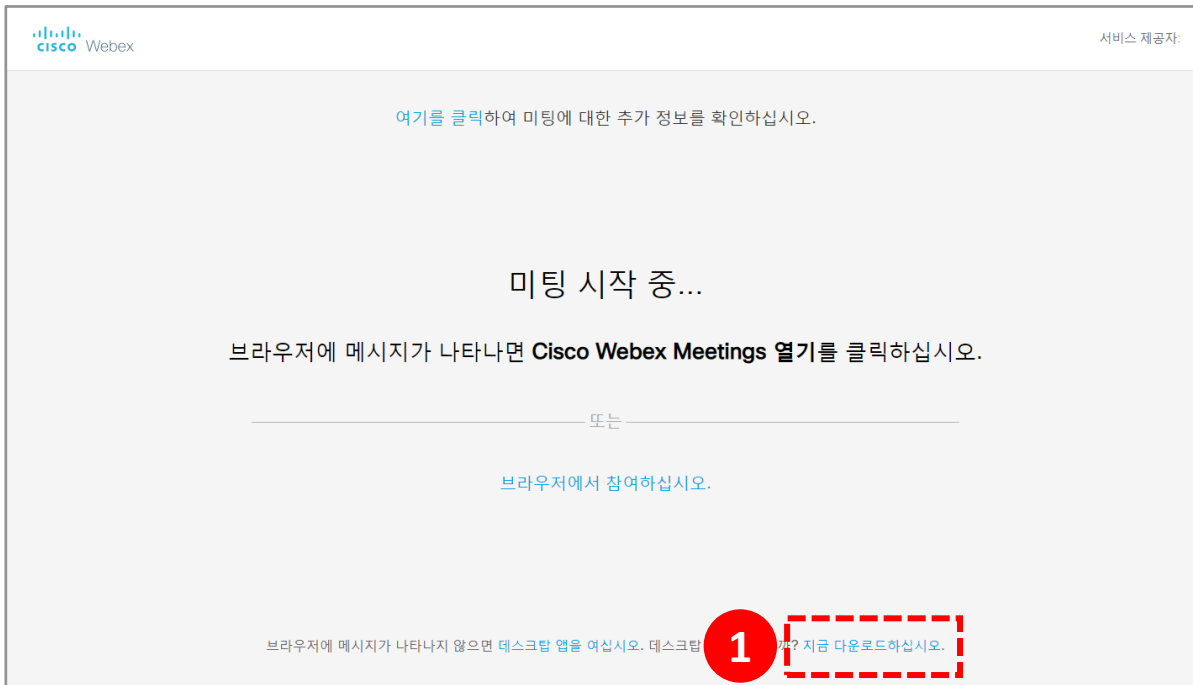 cisco Webex
서비스 제공자:
여기를 클릭하여 미팅에 대한 추가 정보를 확인하십시오.
미팅 시작 중...
브라우저에 메시지가 나타나면 Cisco Webex Meetings 열기를 클릭하십시오.
또는
브라우저에서 참여하십시오.
브라우저에 메시지가 나타나지 않으면 데스크탑 앱을 여십시오. 데스크탑 1 까? 지금 다운로드하십시오.